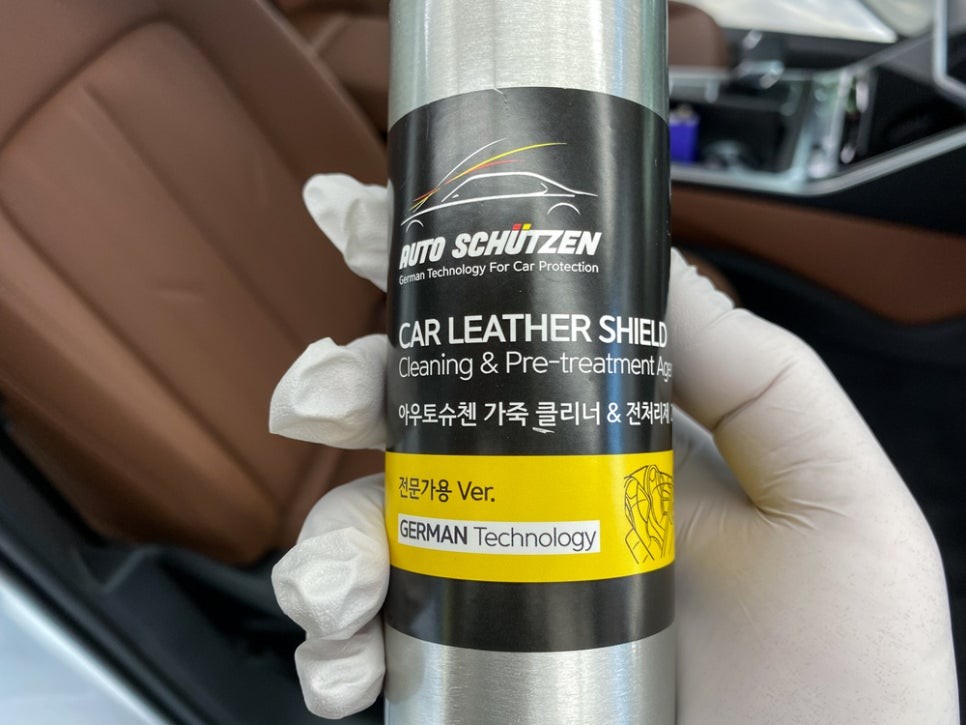 AUTO SCHÜTZEN
German Technology For Car Protection
CAR LEATHER SHIELD
Cleaning & Pre-treatment
아우토슈첸 가죽 클리너 & 전처리제
전문가용 Ver.
GERMAN Technology